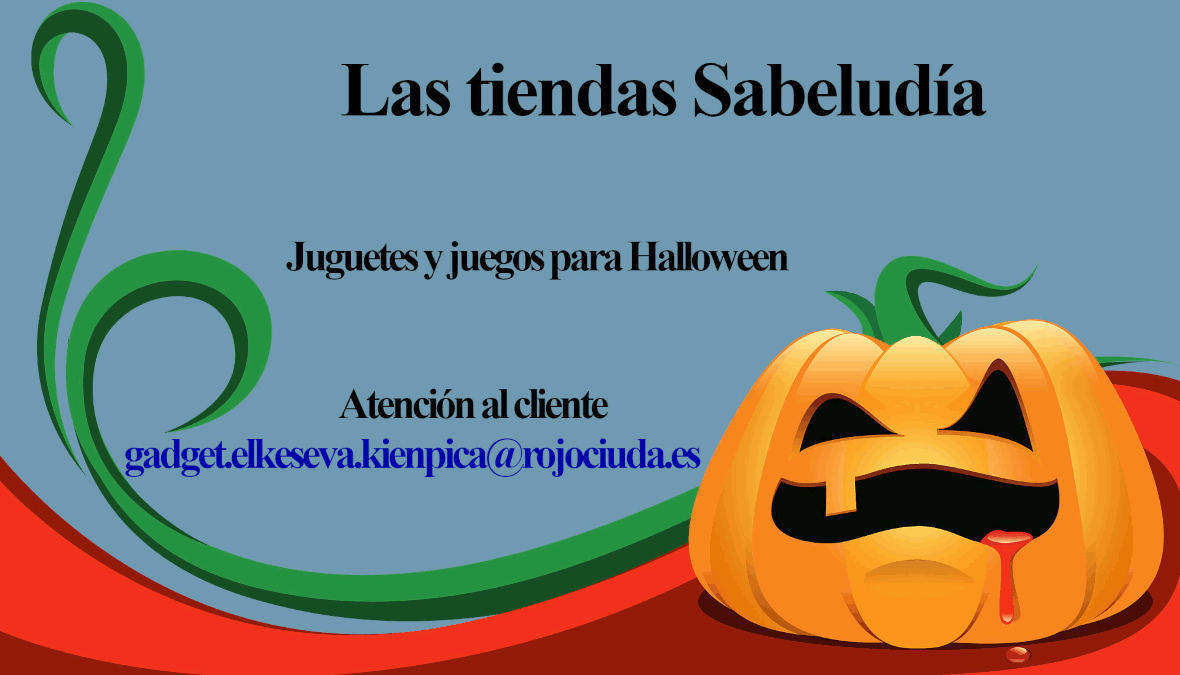 Las tiendas Sabeludía
Juguetes y juegos para Halloween
Atención al cliente
gadget.elkeseva.kienpica@rojociuda.es